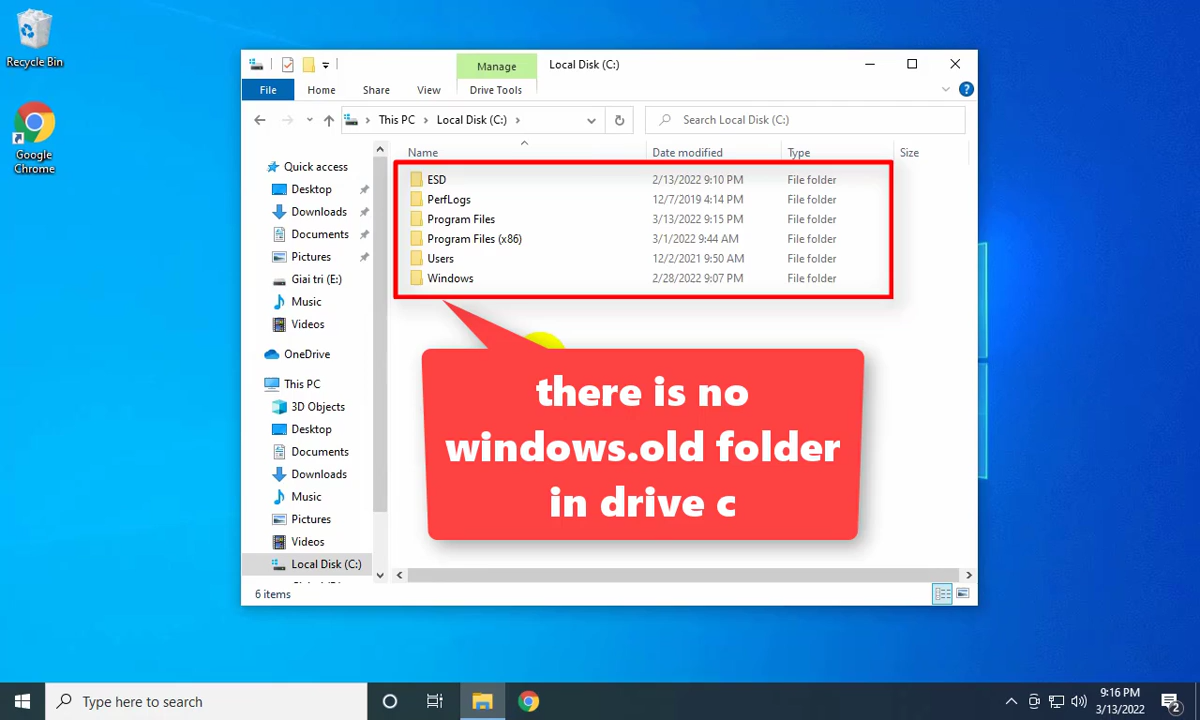 Recycle Bin
Google
Chrome
Manage
Local Disk (C:)
File
Home
Share
View
Drive Tools
This PC
Local Disk (C:)
Search Local Disk (C:)
Name
Date modified
Type
Size
Quick access
Desktop
Downloads
Documents
Pictures
Giai tri (E:)
Music
Videos
OneDrive
This PC
3D Objects
Desktop
Documents
Downloads
Music
Pictures
Videos
Local Disk (C:)
ESD 2/13/2022 9:10 PM File folder
PerfLogs 12/7/2019 4:14 PM File folder
Program Files 3/13/2022 9:15 PM File folder
Program Files (x86) 3/1/2022 9:44 AM File folder
Users 12/2/2021 9:50 AM File folder
Windows 2/28/2022 9:07 PM File folder
there is no
windows.old folder
in drive c
6 items
Type here to search
9:16 PM
3/13/2022
2